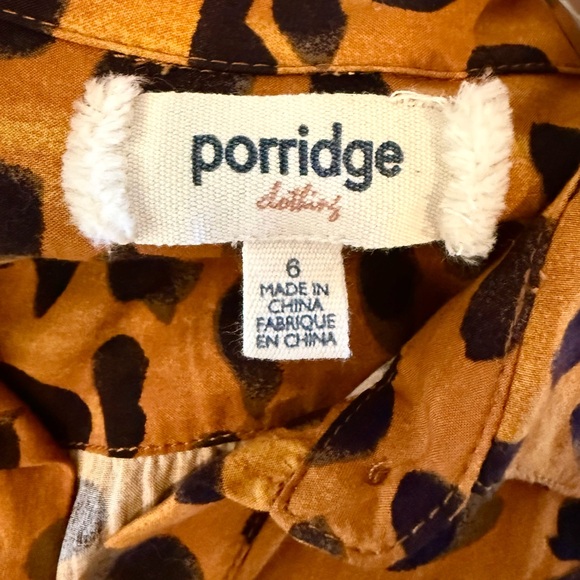 porridge
clothing
6
MADE IN
CHINA
FABRIQUE
EN CHINA